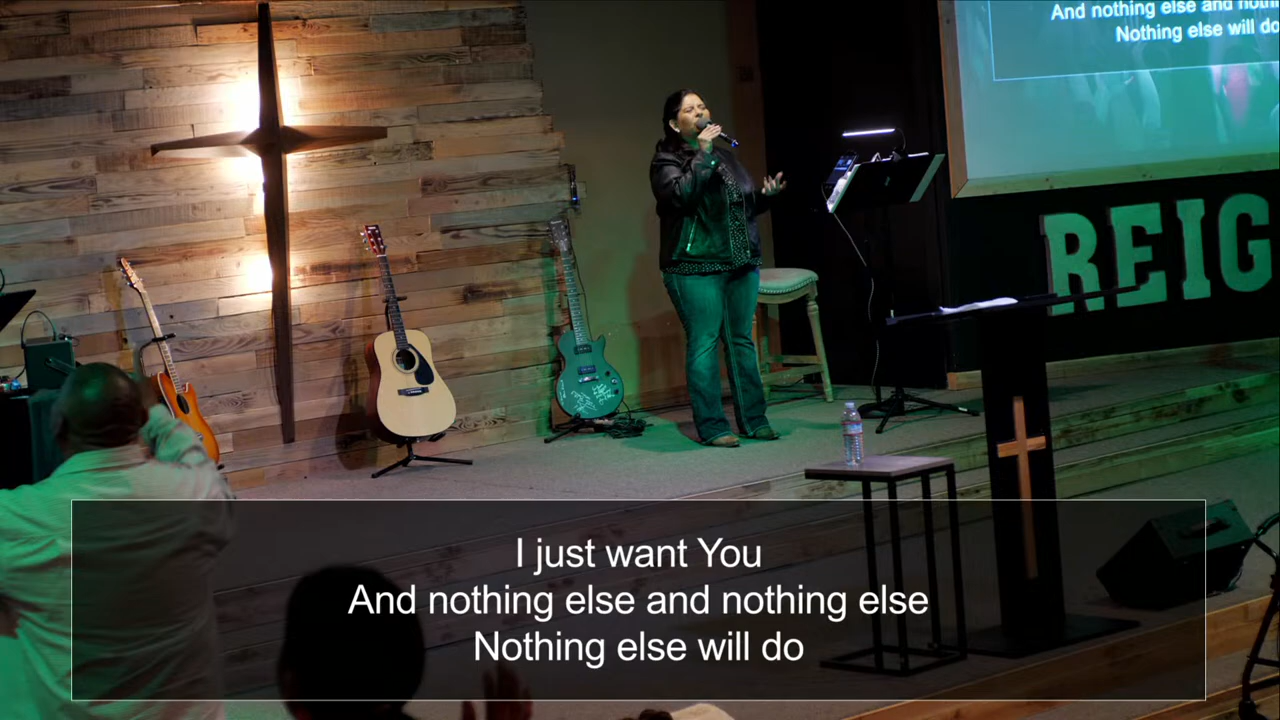 And nothing else and nothin
Nothing else will do
REIG
I just want You
And nothing else and nothing else
Nothing else will do